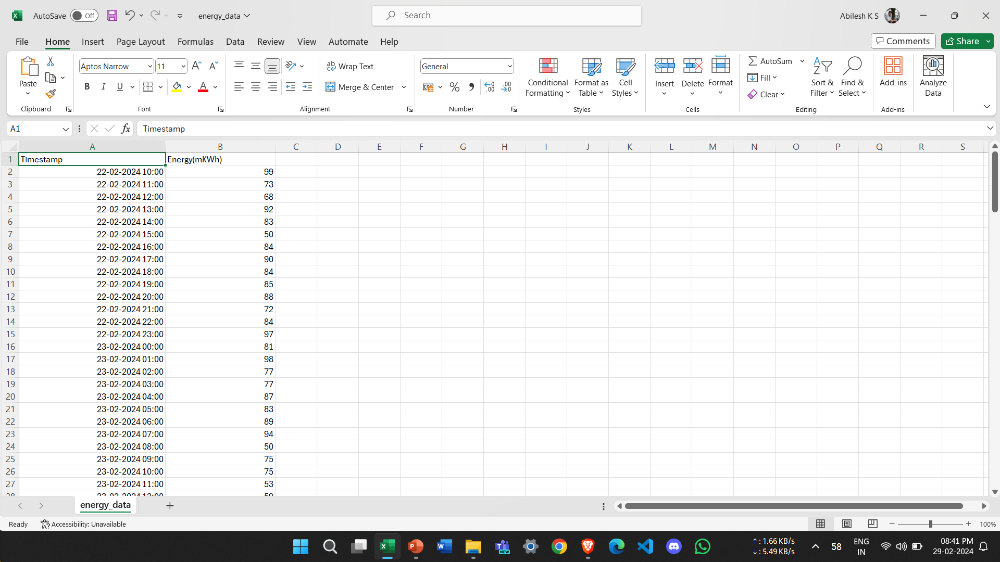 AutoSave Off energy_data Search Abilesh K S
File Home Insert Page Layout Formulas Data Review View Automate Help Comments Share
Paste Aptos Narrow 11 B I U A Wrap Text Merge & Center General % Conditional Formatting Format as Table Cell Styles Insert Delete Format AutoSum Fill Clear Sort & Filter Find & Select Add-ins Analyze Data
Clipboard Font Alignment Number Styles Cells Editing Add-ins
A1 fx Timestamp
A B C D E F G H I J K L M N O P Q R S
1 Timestamp Energy(mKWh)
2 22-02-2024 10:00 99
3 22-02-2024 11:00 73
4 22-02-2024 12:00 68
5 22-02-2024 13:00 92
6 22-02-2024 14:00 83
7 22-02-2024 15:00 50
8 22-02-2024 16:00 84
9 22-02-2024 17:00 90
10 22-02-2024 18:00 84
11 22-02-2024 19:00 85
12 22-02-2024 20:00 88
13 22-02-2024 21:00 72
14 22-02-2024 22:00 84
15 22-02-2024 23:00 97
16 23-02-2024 00:00 81
17 23-02-2024 01:00 98
18 23-02-2024 02:00 77
19 23-02-2024 03:00 77
20 23-02-2024 04:00 87
21 23-02-2024 05:00 83
22 23-02-2024 06:00 89
23 23-02-2024 07:00 94
24 23-02-2024 08:00 50
25 23-02-2024 09:00 75
26 23-02-2024 10:00 75
27 23-02-2024 11:00 53
energy_data
Ready Accessibility: Unavailable 100%
↑ : 1.66 KB/s ENG 08:41 PM
↓ : 5.49 KB/s 58 IN 29-02-2024